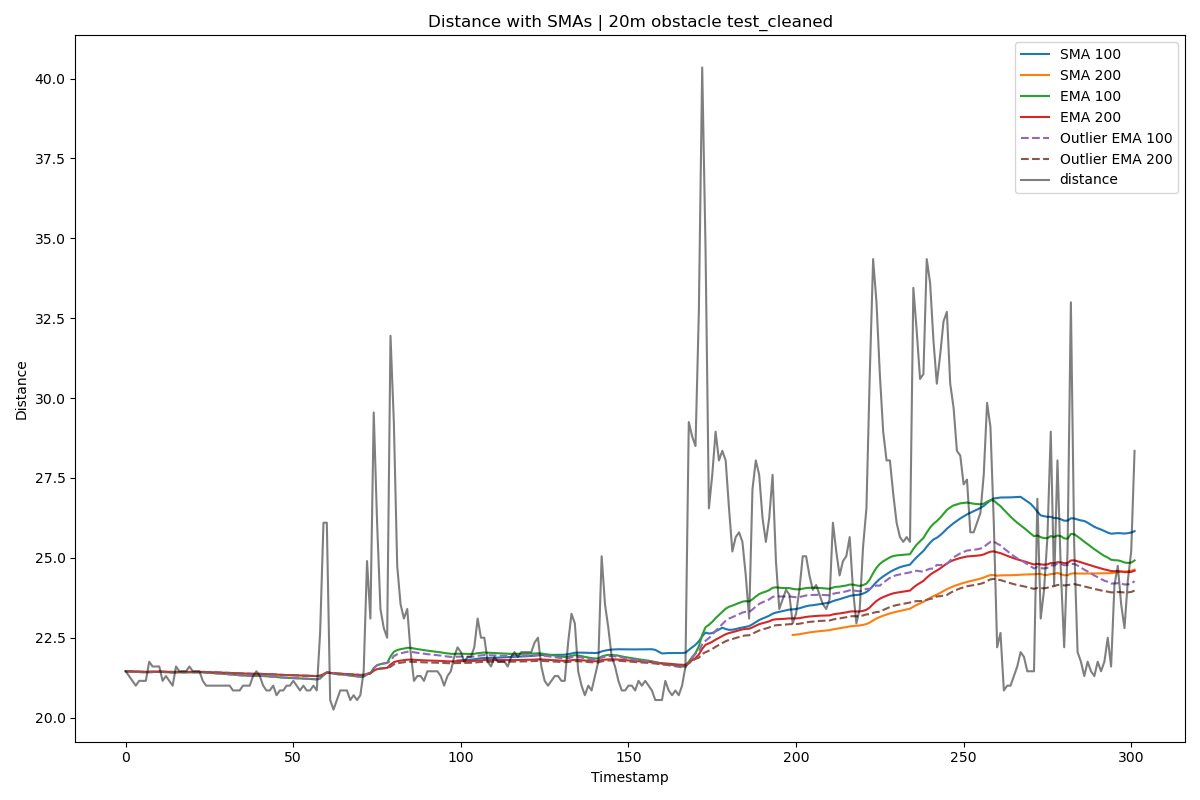 Distance with SMAs | 20m obstacle test_cleaned
SMA 100
SMA 200
EMA 100
EMA 200
Outlier EMA 100
Outlier EMA 200
distance
40.0
37.5
35.0
32.5
30.0
27.5
25.0
22.5
20.0
Distance
0
50
100
150
200
250
300
Timestamp